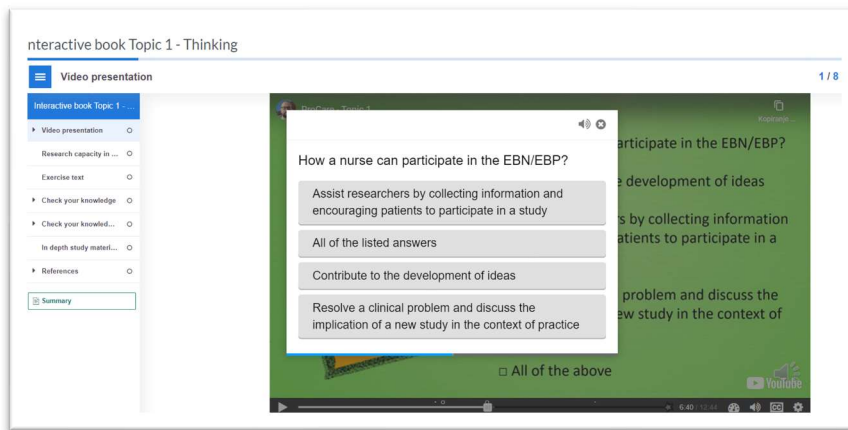 nteractive book Topic 1 - Thinking
Video presentation
1 / 8
Interactive book Topic 1 - ...
Video presentation
Research capacity in ...
Exercise text
Check your knowledge
Check your knowled...
In depth study materi...
References
Summary
ProCare - Topic 1
Kopiranje ...
How a nurse can participate in the EBN/EBP?
Assist researchers by collecting information and
encouraging patients to participate in a study
All of the listed answers
Contribute to the development of ideas
Resolve a clinical problem and discuss the
implication of a new study in the context of practice
articipate in the EBN/EBP?
e development of ideas
s by collecting information
atients to participate in a
problem and discuss the
ew study in the context of
□ All of the above
YouTube
6:40 / 12:44